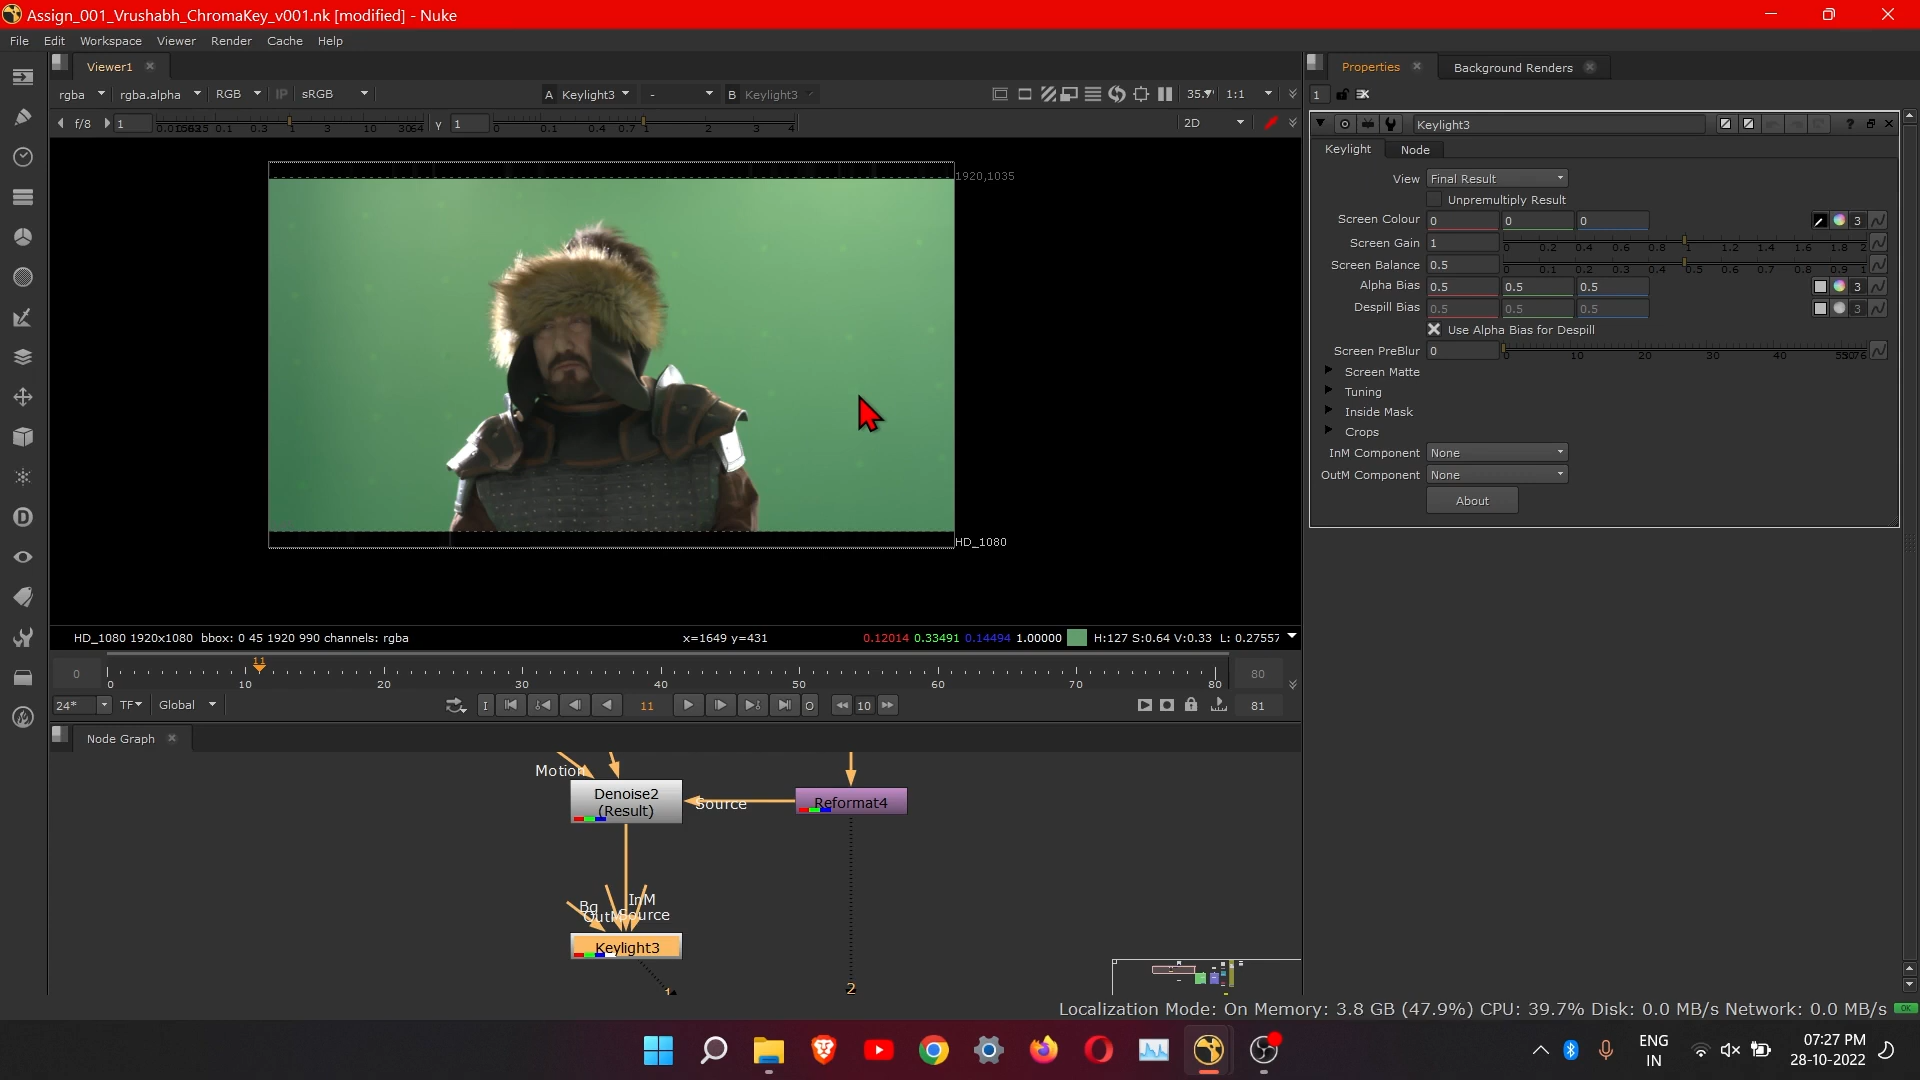 Assign_001_Vrushabh_ChromaKey_v001.nk [modified] - Nuke
File Edit Workspace Viewer Render Cache Help
Viewer1
rgba rgba.alpha RGB IP sRGB A Keylight3 - B Keylight3 1:1
f/8 1 0.1 0.3 1 3 10 3064 γ 1 0 0.1 0.4 0.7 1 2 3 4 2D
1920,1035
HD_1080
HD_1080 1920x1080 bbox: 0 45 1920 990 channels: rgba x=1649 y=431 0.12014 0.33491 0.14494 1.00000 H:127 S:0.64 V:0.33 L: 0.27557
0 11 80
0 10 20 30 40 50 60 70 80
24* TF Global I 11 O 10 81
Node Graph
Motion
Denoise2
(Result)
Source
Reformat4
Bg
OutM
InM
Source
Keylight3
1
2
Properties Background Renders
1
Keylight3
Keylight Node
View Final Result
Unpremultiply Result
Screen Colour 0 0 0 3
Screen Gain 1 0 0.2 0.4 0.6 0.8 1 1.2 1.4 1.6 1.8 2
Screen Balance 0.5 0 0.1 0.2 0.3 0.4 0.5 0.6 0.7 0.8 0.9 1
Alpha Bias 0.5 0.5 0.5 3
Despill Bias 0.5 0.5 0.5 3
Use Alpha Bias for Despill
Screen PreBlur 0 0 10 20 30 40
Screen Matte
Tuning
Inside Mask
Crops
InM Component None
OutM Component None
About
Localization Mode: On Memory: 3.8 GB (47.9%) CPU: 39.7% Disk: 0.0 MB/s Network: 0.0 MB/s OK
ENG
IN
07:27 PM
28-10-2022